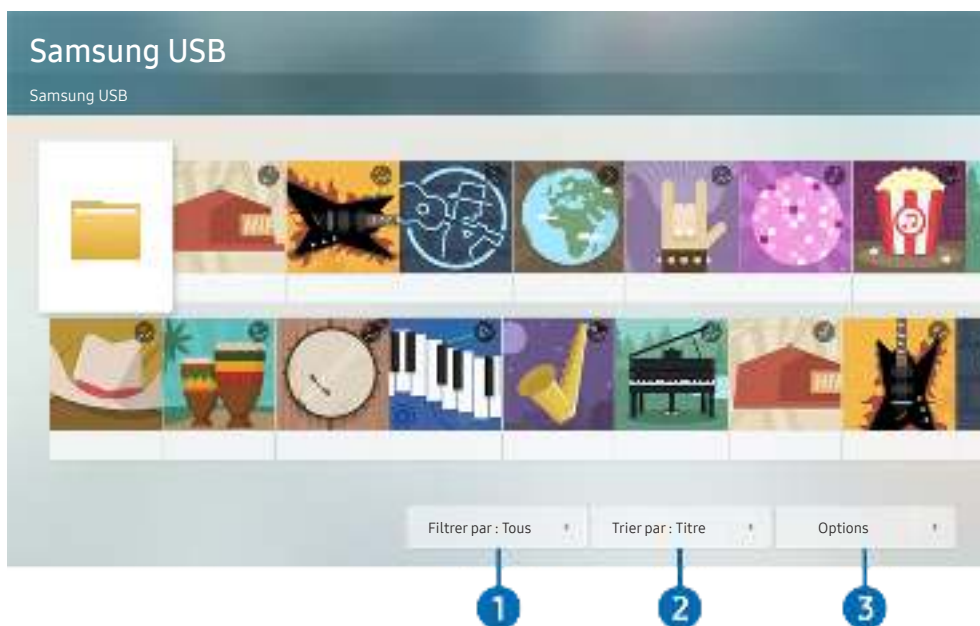 Samsung USB
Samsung USB
Filtrer par : Tous
Trier par : Titre
Options
1 2 3